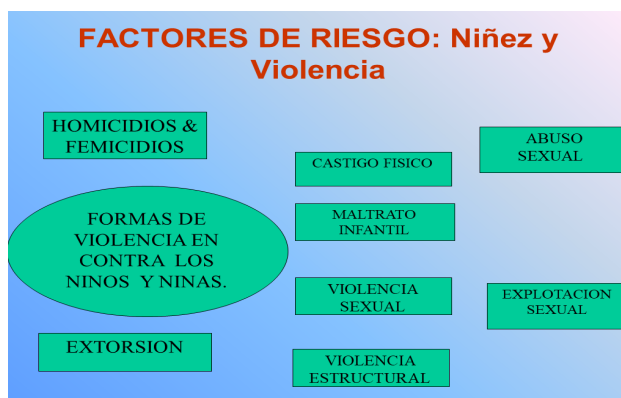 FACTORES DE RIESGO: Niñez y
Violencia
HOMICIDIOS &
FEMICIDIOS
FORMAS DE
VIOLENCIA EN
CONTRA LOS
NINOS Y NINAS.
EXTORSION
CASTIGO FISICO
MALTRATO
INFANTIL
VIOLENCIA
SEXUAL
VIOLENCIA
ESTRUCTURAL
ABUSO
SEXUAL
EXPLOTACION
SEXUAL